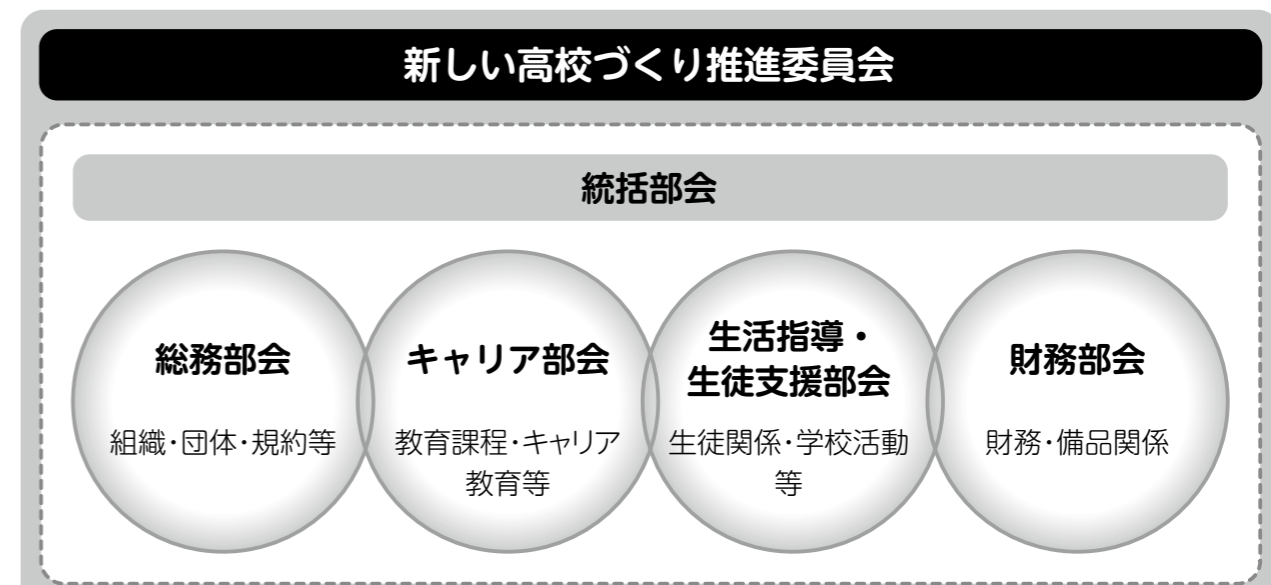 新しい高校づくり推進委員会
統括部会
総務部会
組織・団体・規約等
キャリア部会
教育課程・キャリア
教育等
生活指導・
生徒支援部会
生徒関係・学校活動
等
財務部会
財務・備品関係